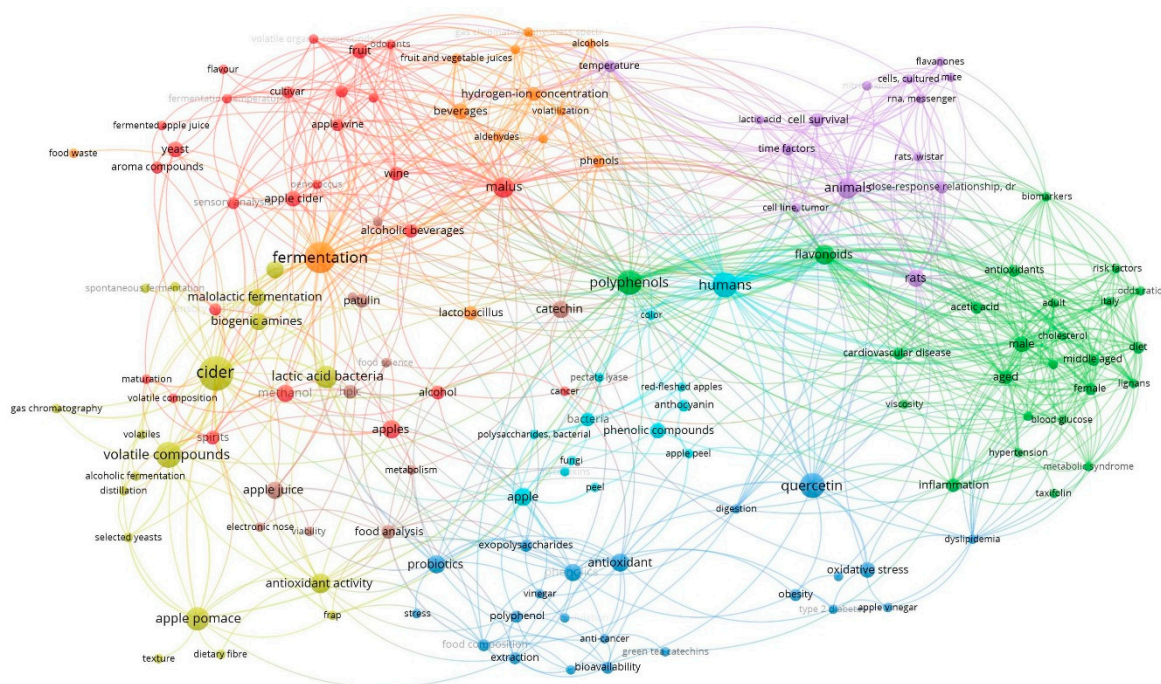 volatile organic compounds
odorants
fruit
flavour
cultivar
fermentation temperature
apple wine
fermented apple juice
yeast
food waste
aroma compounds
wine
oenococcus
sensory analysis
apple cider
alcoholic beverages
alcohols
fruit and vegetable juices
temperature
hydrogen-ion concentration
beverages
volatilization
aldehydes
phenols
malus
flavanones
cells, cultured
mice
rna, messenger
lactic acid
cell survival
time factors
rats, wistar
animals
dose-response relationship, dr
cell line, tumor
biomarkers
fermentation
flavonoids
polyphenols
humans
rats
antioxidants
risk factors
odds ratio
spontaneous fermentation
malolactic fermentation
patulin
biogenic amines
lactobacillus
catechin
color
acetic acid
adult
italy
cholesterol
male
diet
cardiovascular disease
middle aged
cider
food science
lactic acid bacteria
hplc
methanol
maturation
volatile composition
alcohol
cancer
pectate lyase
red-fleshed apples
anthocyanin
aged
female
lignans
viscosity
blood glucose
gas chromatography
volatiles
spirits
apples
bacteria
polysaccharides, bacterial
phenolic compounds
apple peel
fungi
peel
hypertension
metabolic syndrome
volatile compounds
alcoholic fermentation
distillation
metabolism
apple juice
apple
quercetin
inflammation
taxifolin
digestion
selected yeasts
electronic nose
viability
food analysis
exopolysaccharides
dyslipidemia
antioxidant activity
probiotics
antioxidant
oxidative stress
obesity
vinegar
type 2 diabetes
apple vinegar
apple pomace
frap
stress
polyphenol
food composition
anti-cancer
green tea catechins
texture
dietary fibre
extraction
bioavailability